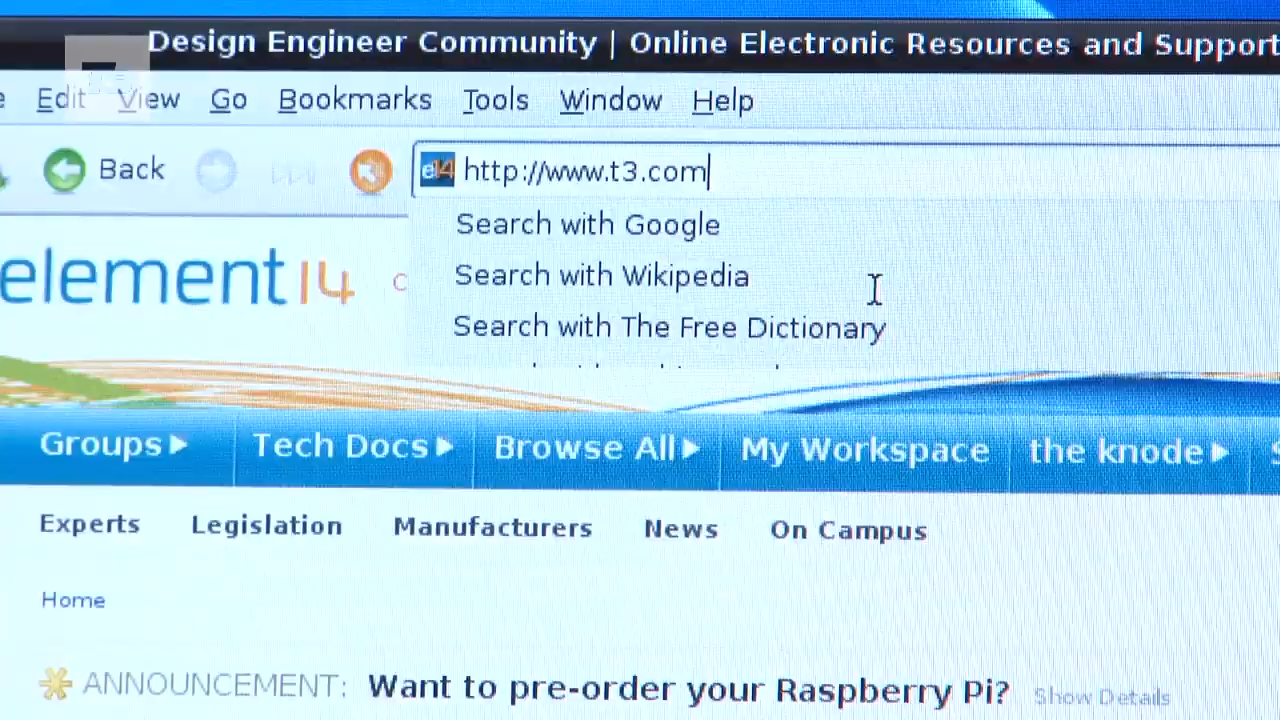 Design Engineer Community | Online Electronic Resources and Support
Edit View Go Bookmarks Tools Window Help
Back
e14 http://www.t3.com
Search with Google
Search with Wikipedia
Search with The Free Dictionary
element14
Groups Tech Docs Browse All My Workspace the knode
Experts Legislation Manufacturers News On Campus
Home
ANNOUNCEMENT: Want to pre-order your Raspberry Pi? Show Details